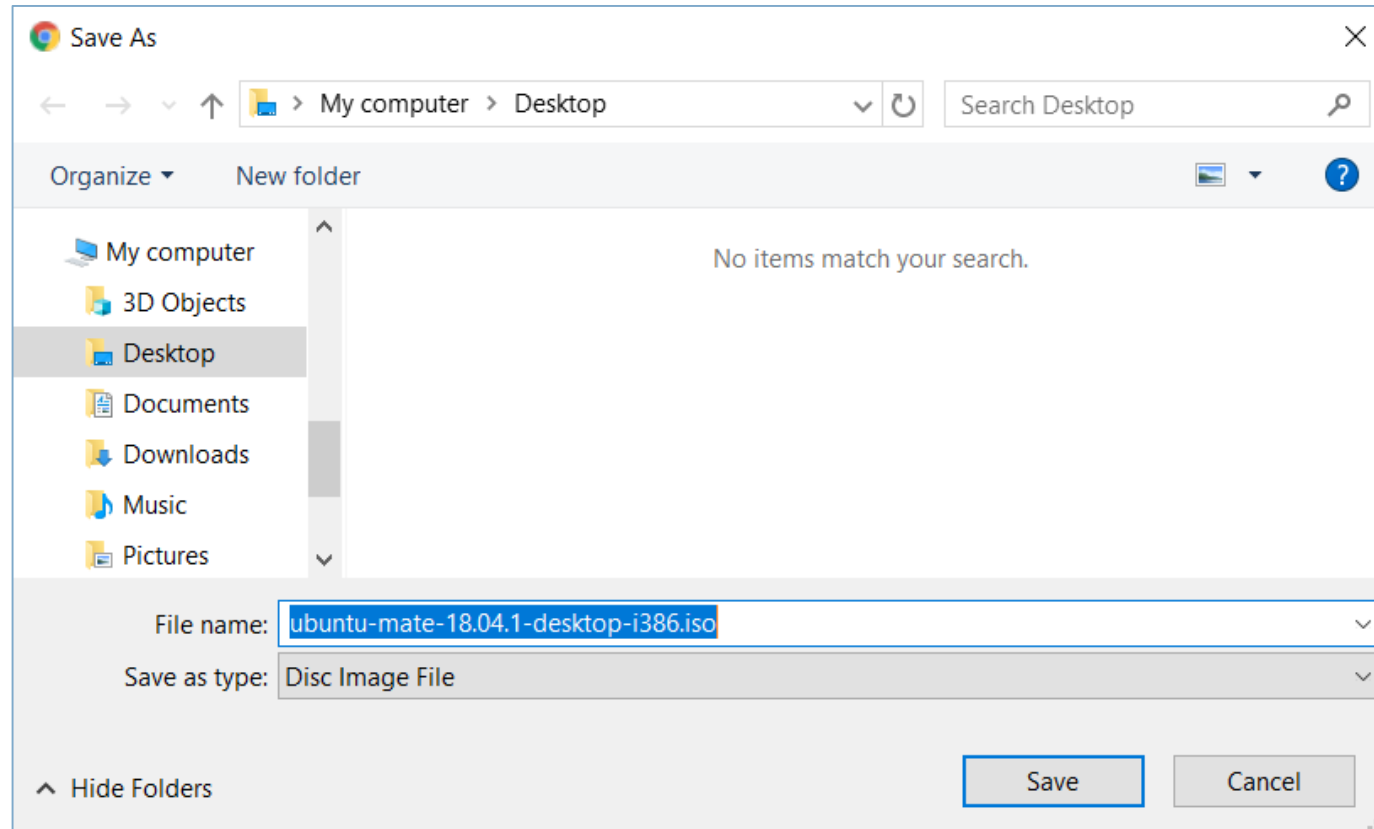 Save As
My computer > Desktop
Search Desktop
Organize
New folder
?
My computer
3D Objects
Desktop
Documents
Downloads
Music
Pictures
No items match your search.
File name: ubuntu-mate-18.04.1-desktop-i386.iso
Save as type: Disc Image File
Hide Folders
Save
Cancel